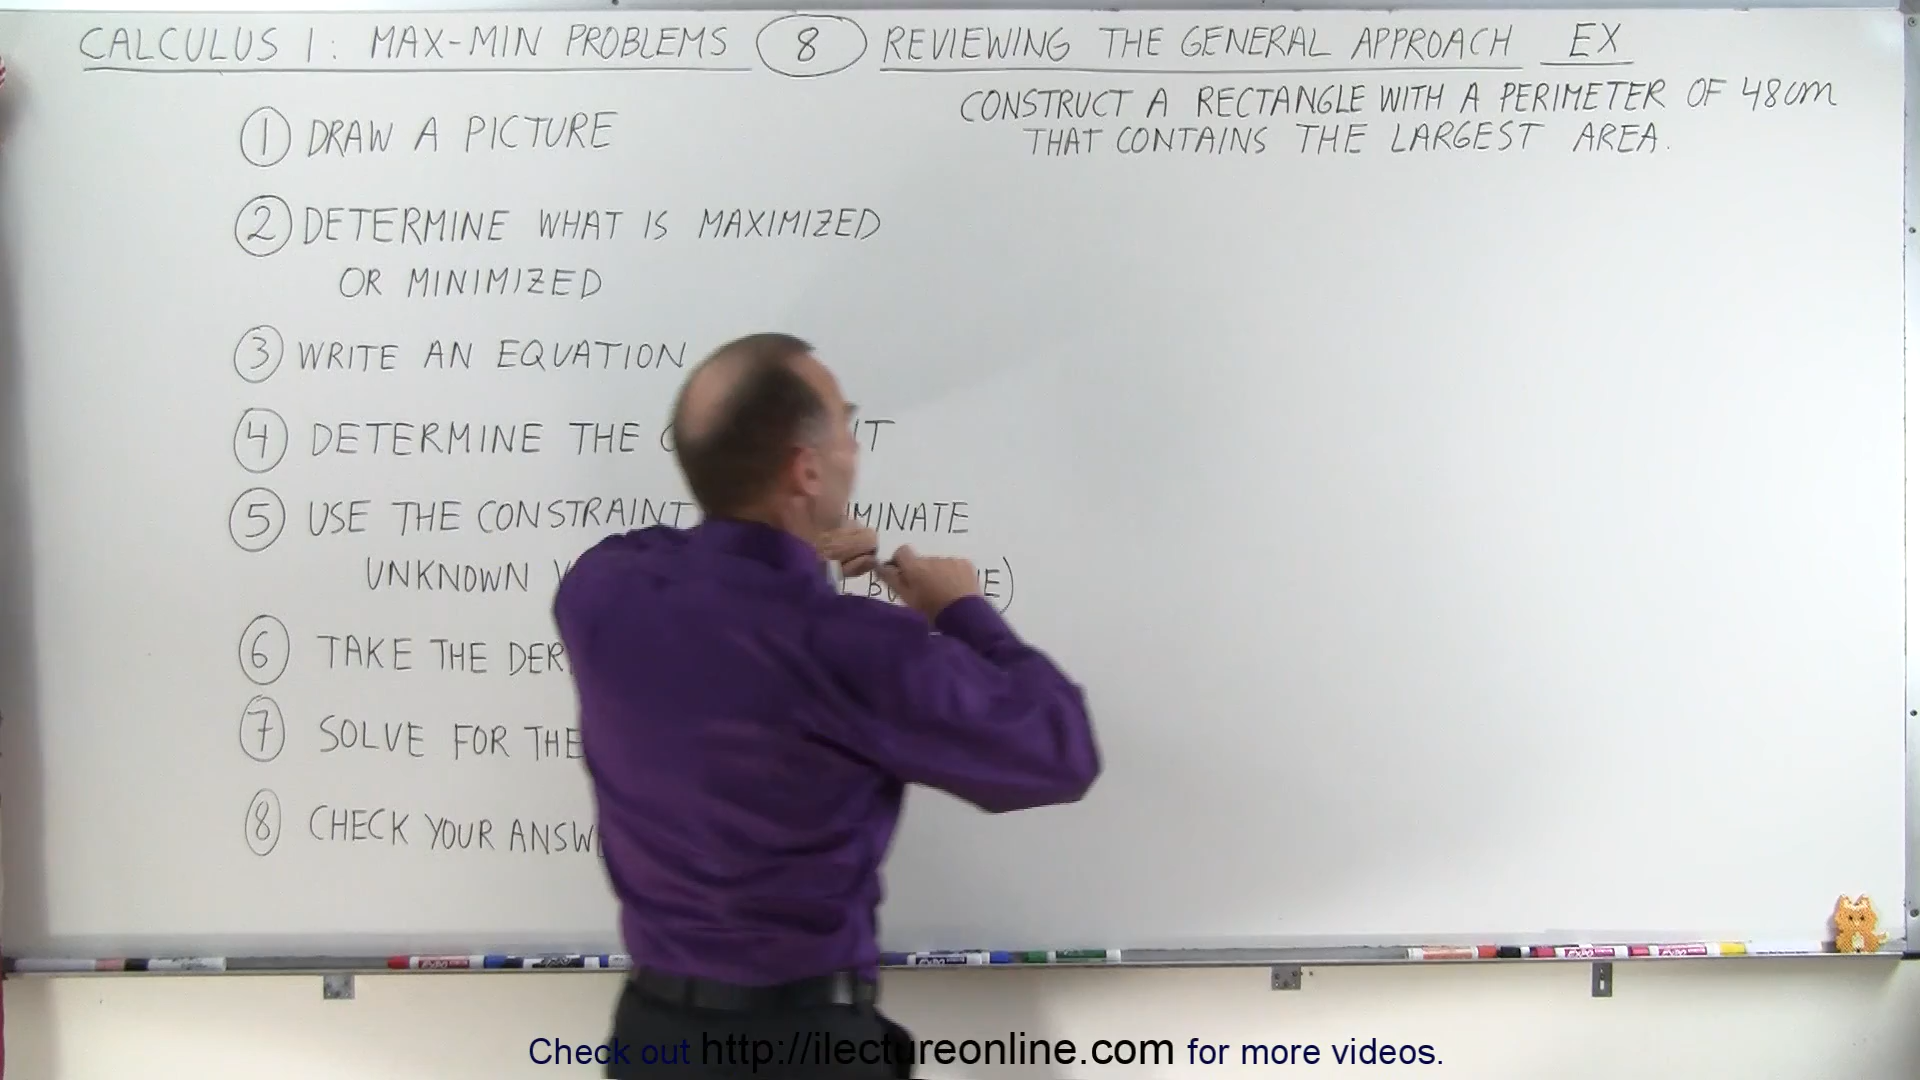 CALCULUS 1: MAX-MIN PROBLEMS 8 REVIEWING THE GENERAL APPROACH EX
CONSTRUCT A RECTANGLE WITH A PERIMETER OF 48cm
THAT CONTAINS THE LARGEST AREA.
1 DRAW A PICTURE
2 DETERMINE WHAT IS MAXIMIZED
OR MINIMIZED
3 WRITE AN EQUATION
4 DETERMINE THE
5 USE THE CONSTRAINT
UNKNOWN
6 TAKE THE
7 SOLVE FOR THE
8 CHECK YOUR
Check out http://ilectureonline.com for more videos.